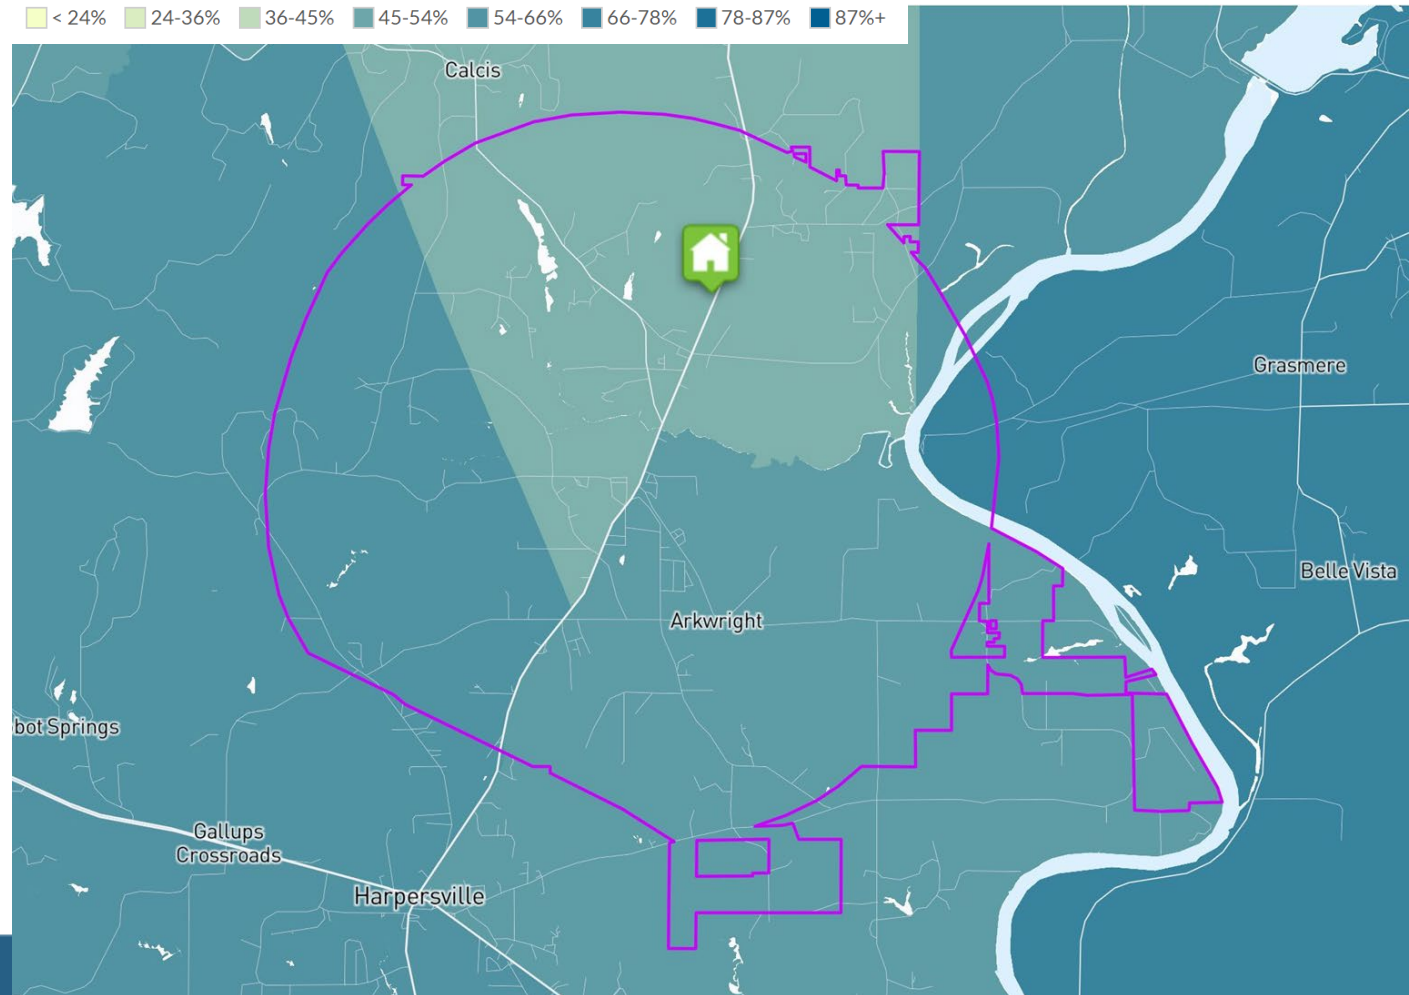 < 24% 24-36% 36-45% 45-54% 54-66% 66-78% 78-87% 87%+
Calcis
Grasmere
Belle Vista
Arkwright
bot Springs
Gallups
Crossroads
Harpersville